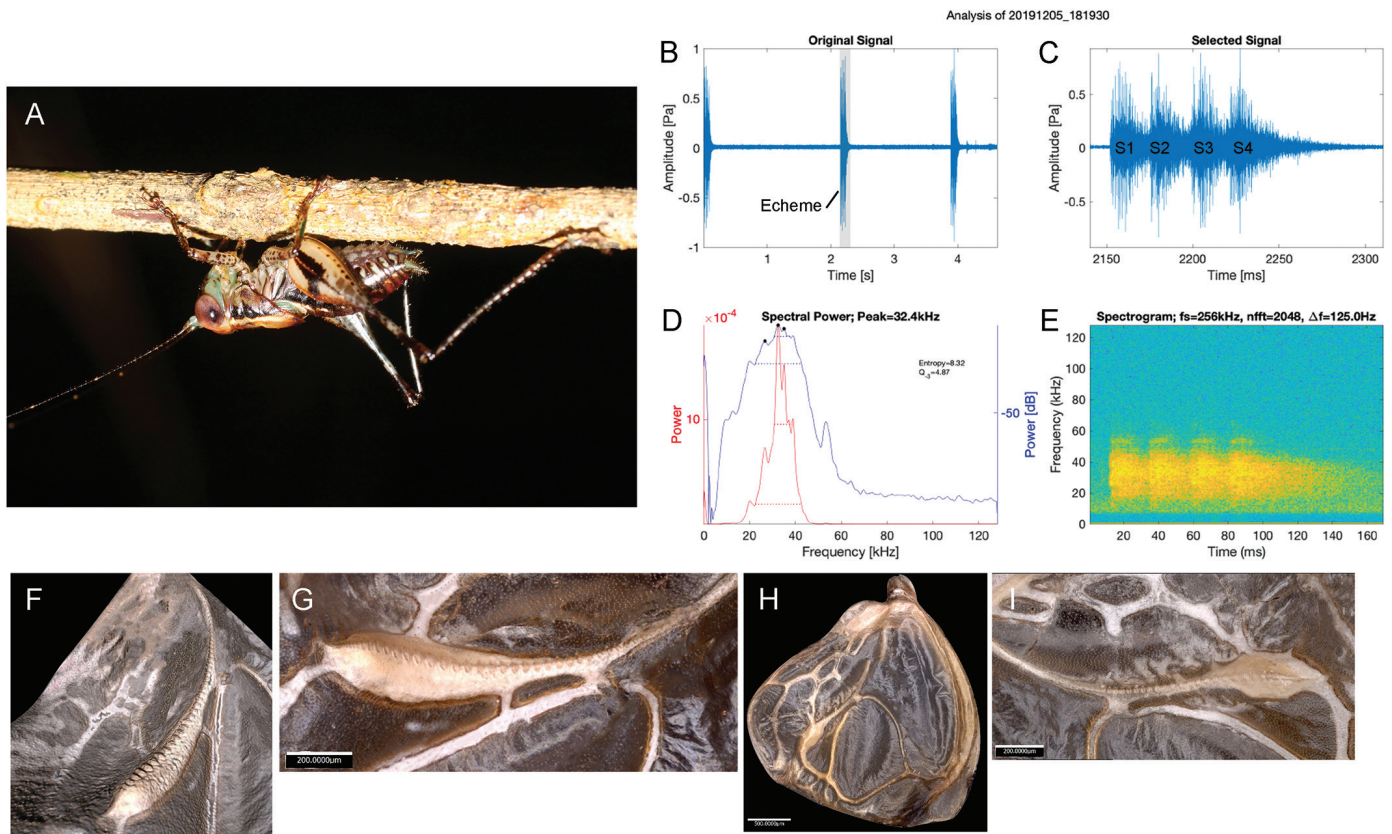 Analysis of 20191205_181930
A
B
Original Signal
Amplitude [Pa]
1
0.5
0
-0.5
-1
Echeme
1
2
3
4
Time [s]
C
Selected Signal
Amplitude [Pa]
0.5
0
-0.5
S1 S2 S3 S4
2100
2200
2300
Time [ms]
D
×10⁻⁴
Spectral Power; Peak=32.4kHz
Entropy=8.32
Q₋₃=4.87
Power
10
Power [dB]
-50
0
20
40
60
80
100
120
Frequency [kHz]
E
Spectrogram; fs=256kHz, nfft=2048, Δf=125.0Hz
Frequency (kHz)
120
100
80
60
40
20
0
20
40
60
80
100
120
140
160
Time (ms)
F
G
200.0000µm
H
500.0000µm
I
200.0000µm